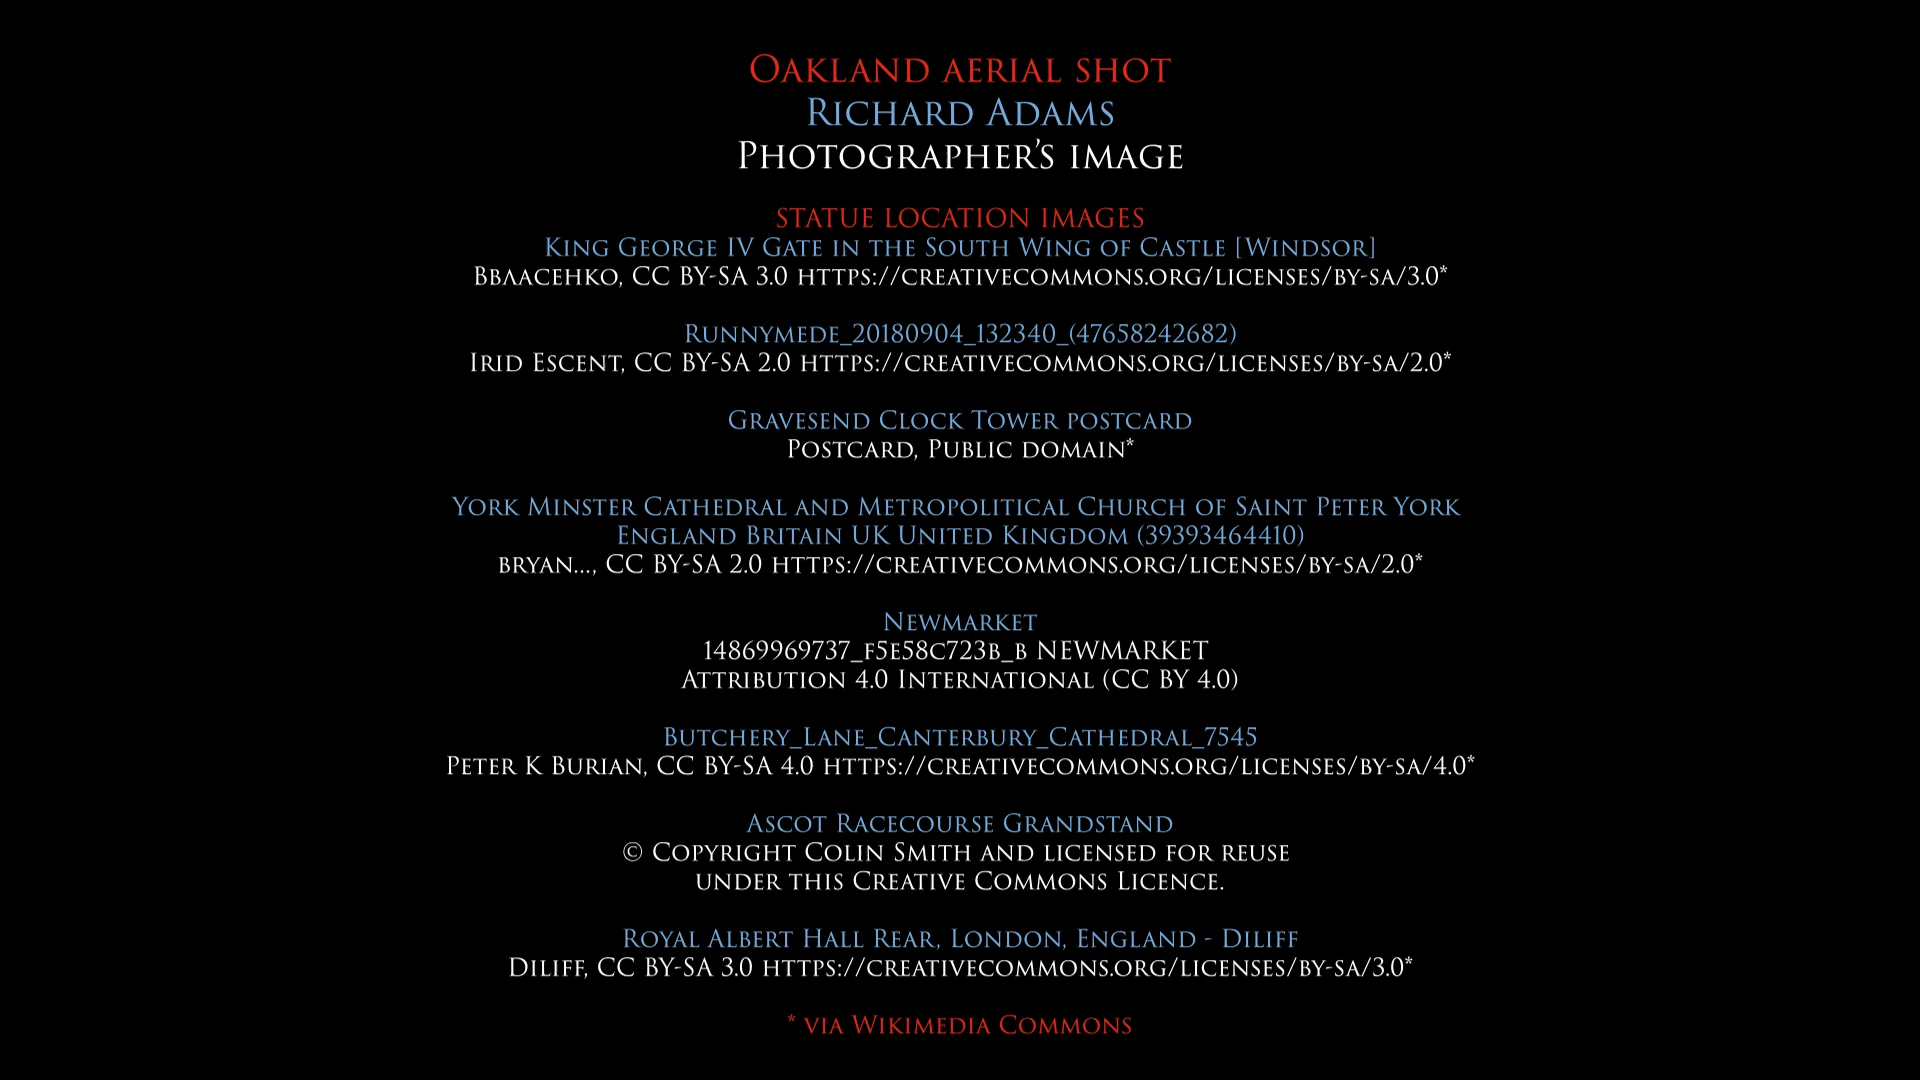 Oakland aerial shot
Richard Adams
Photographer's image
statue location images
King George IV Gate in the South Wing of Castle [Windsor]
Ввласенко, CC BY-SA 3.0 https://creativecommons.org/licenses/by-sa/3.0*
Runnymede_20180904_132340_(47658242682)
Irid Escent, CC BY-SA 2.0 https://creativecommons.org/licenses/by-sa/2.0*
Gravesend Clock Tower postcard
Postcard, Public domain*
York Minster Cathedral and Metropolitical Church of Saint Peter York
England Britain UK United Kingdom (39393464410)
bryan..., CC BY-SA 2.0 https://creativecommons.org/licenses/by-sa/2.0*
Newmarket
14869969737_f5e58c723b_b NEWMARKET
Attribution 4.0 International (CC BY 4.0)
Butchery_Lane_Canterbury_Cathedral_7545
Peter K Burian, CC BY-SA 4.0 https://creativecommons.org/licenses/by-sa/4.0*
Ascot Racecourse Grandstand
© Copyright Colin Smith and licensed for reuse
under this Creative Commons Licence.
Royal Albert Hall Rear, London, England - Diliff
Diliff, CC BY-SA 3.0 https://creativecommons.org/licenses/by-sa/3.0*
* via Wikimedia Commons